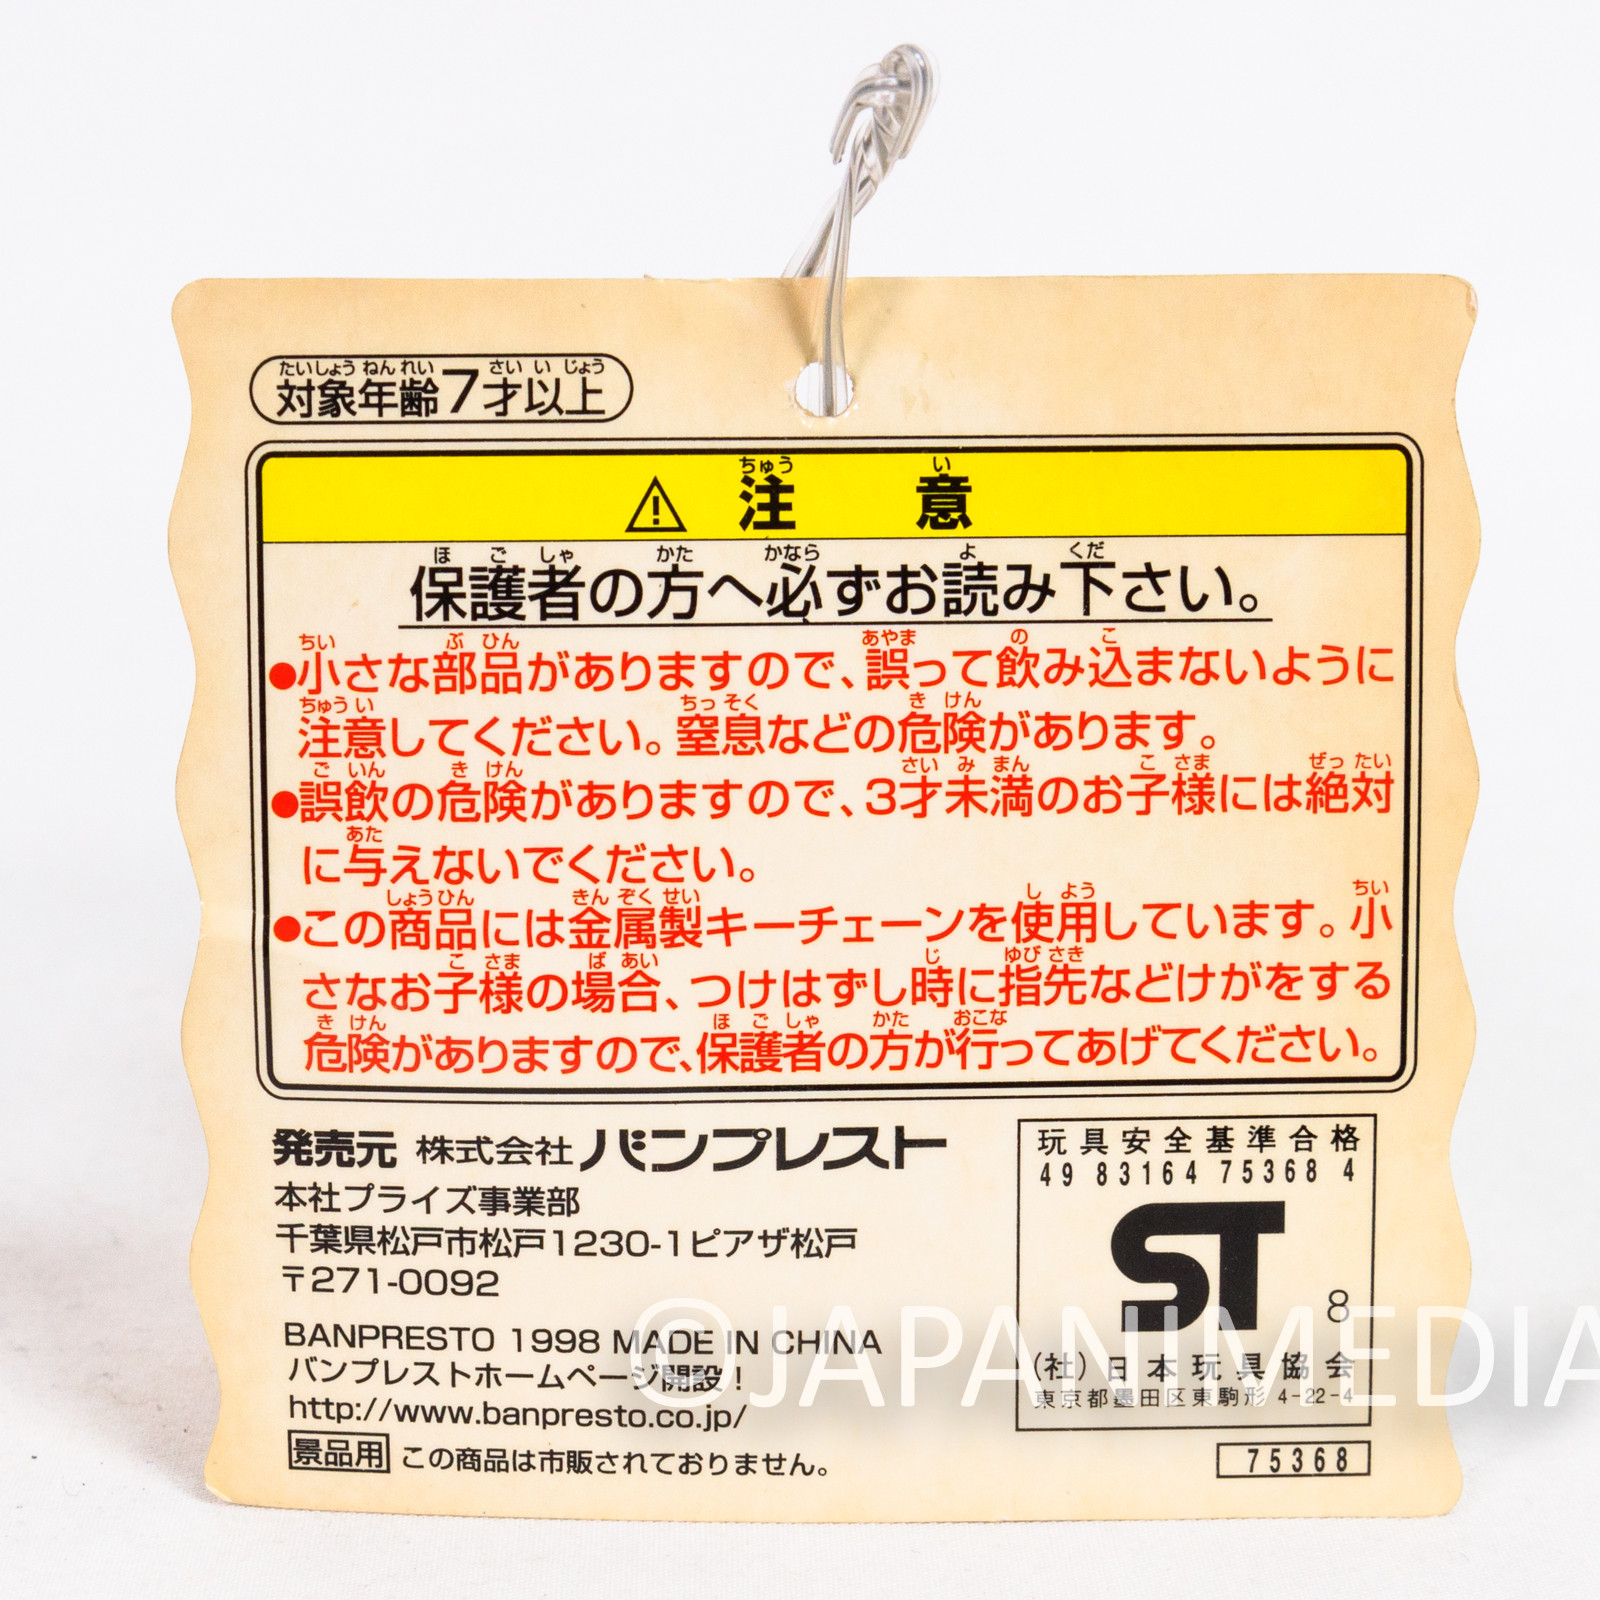 対象年齢7才以上
たいしょう ねん れい さい い じょう
⚠ 注 意
ちゅう い
保護者の方へ必ずお読み下さい。
ほ ご しゃ かた かなら よ くだ
●小さな部品がありますので、誤って飲み込まないように
ちい ぶ ひん あやま の こ
注意してください。窒息などの危険があります。
ちゅう い ちっ そく き けん
●誤飲の危険がありますので、3才未満のお子様には絶対
ご いん き けん さい み まん こ さま ぜっ たい
に与えないでください。
あた
●この商品には金属製キーチェーンを使用しています。小
しょう ひん きん ぞく せい し よう ちい
さなお子様の場合、つけはずし時に指先などけがをする
こ さま ば あい じ ゆび さき
危険がありますので、保護者の方が行ってあげてください。
き けん ほ ご しゃ かた おこな
発売元 株式会社 バンプレスト
本社プライズ事業部
千葉県松戸市松戸1230-1ピアザ松戸
〒271-0092
BANPRESTO 1998 MADE IN CHINA
バンプレストホームページ開設！
http://www.banpresto.co.jp/
景品用 この商品は市販されておりません。
玩具安全基準合格
49 83164 75368 4
ST
8
(社)日本玩具協会
東京都墨田区東駒形 4-22-4
75368
©JAPANIMEDIA